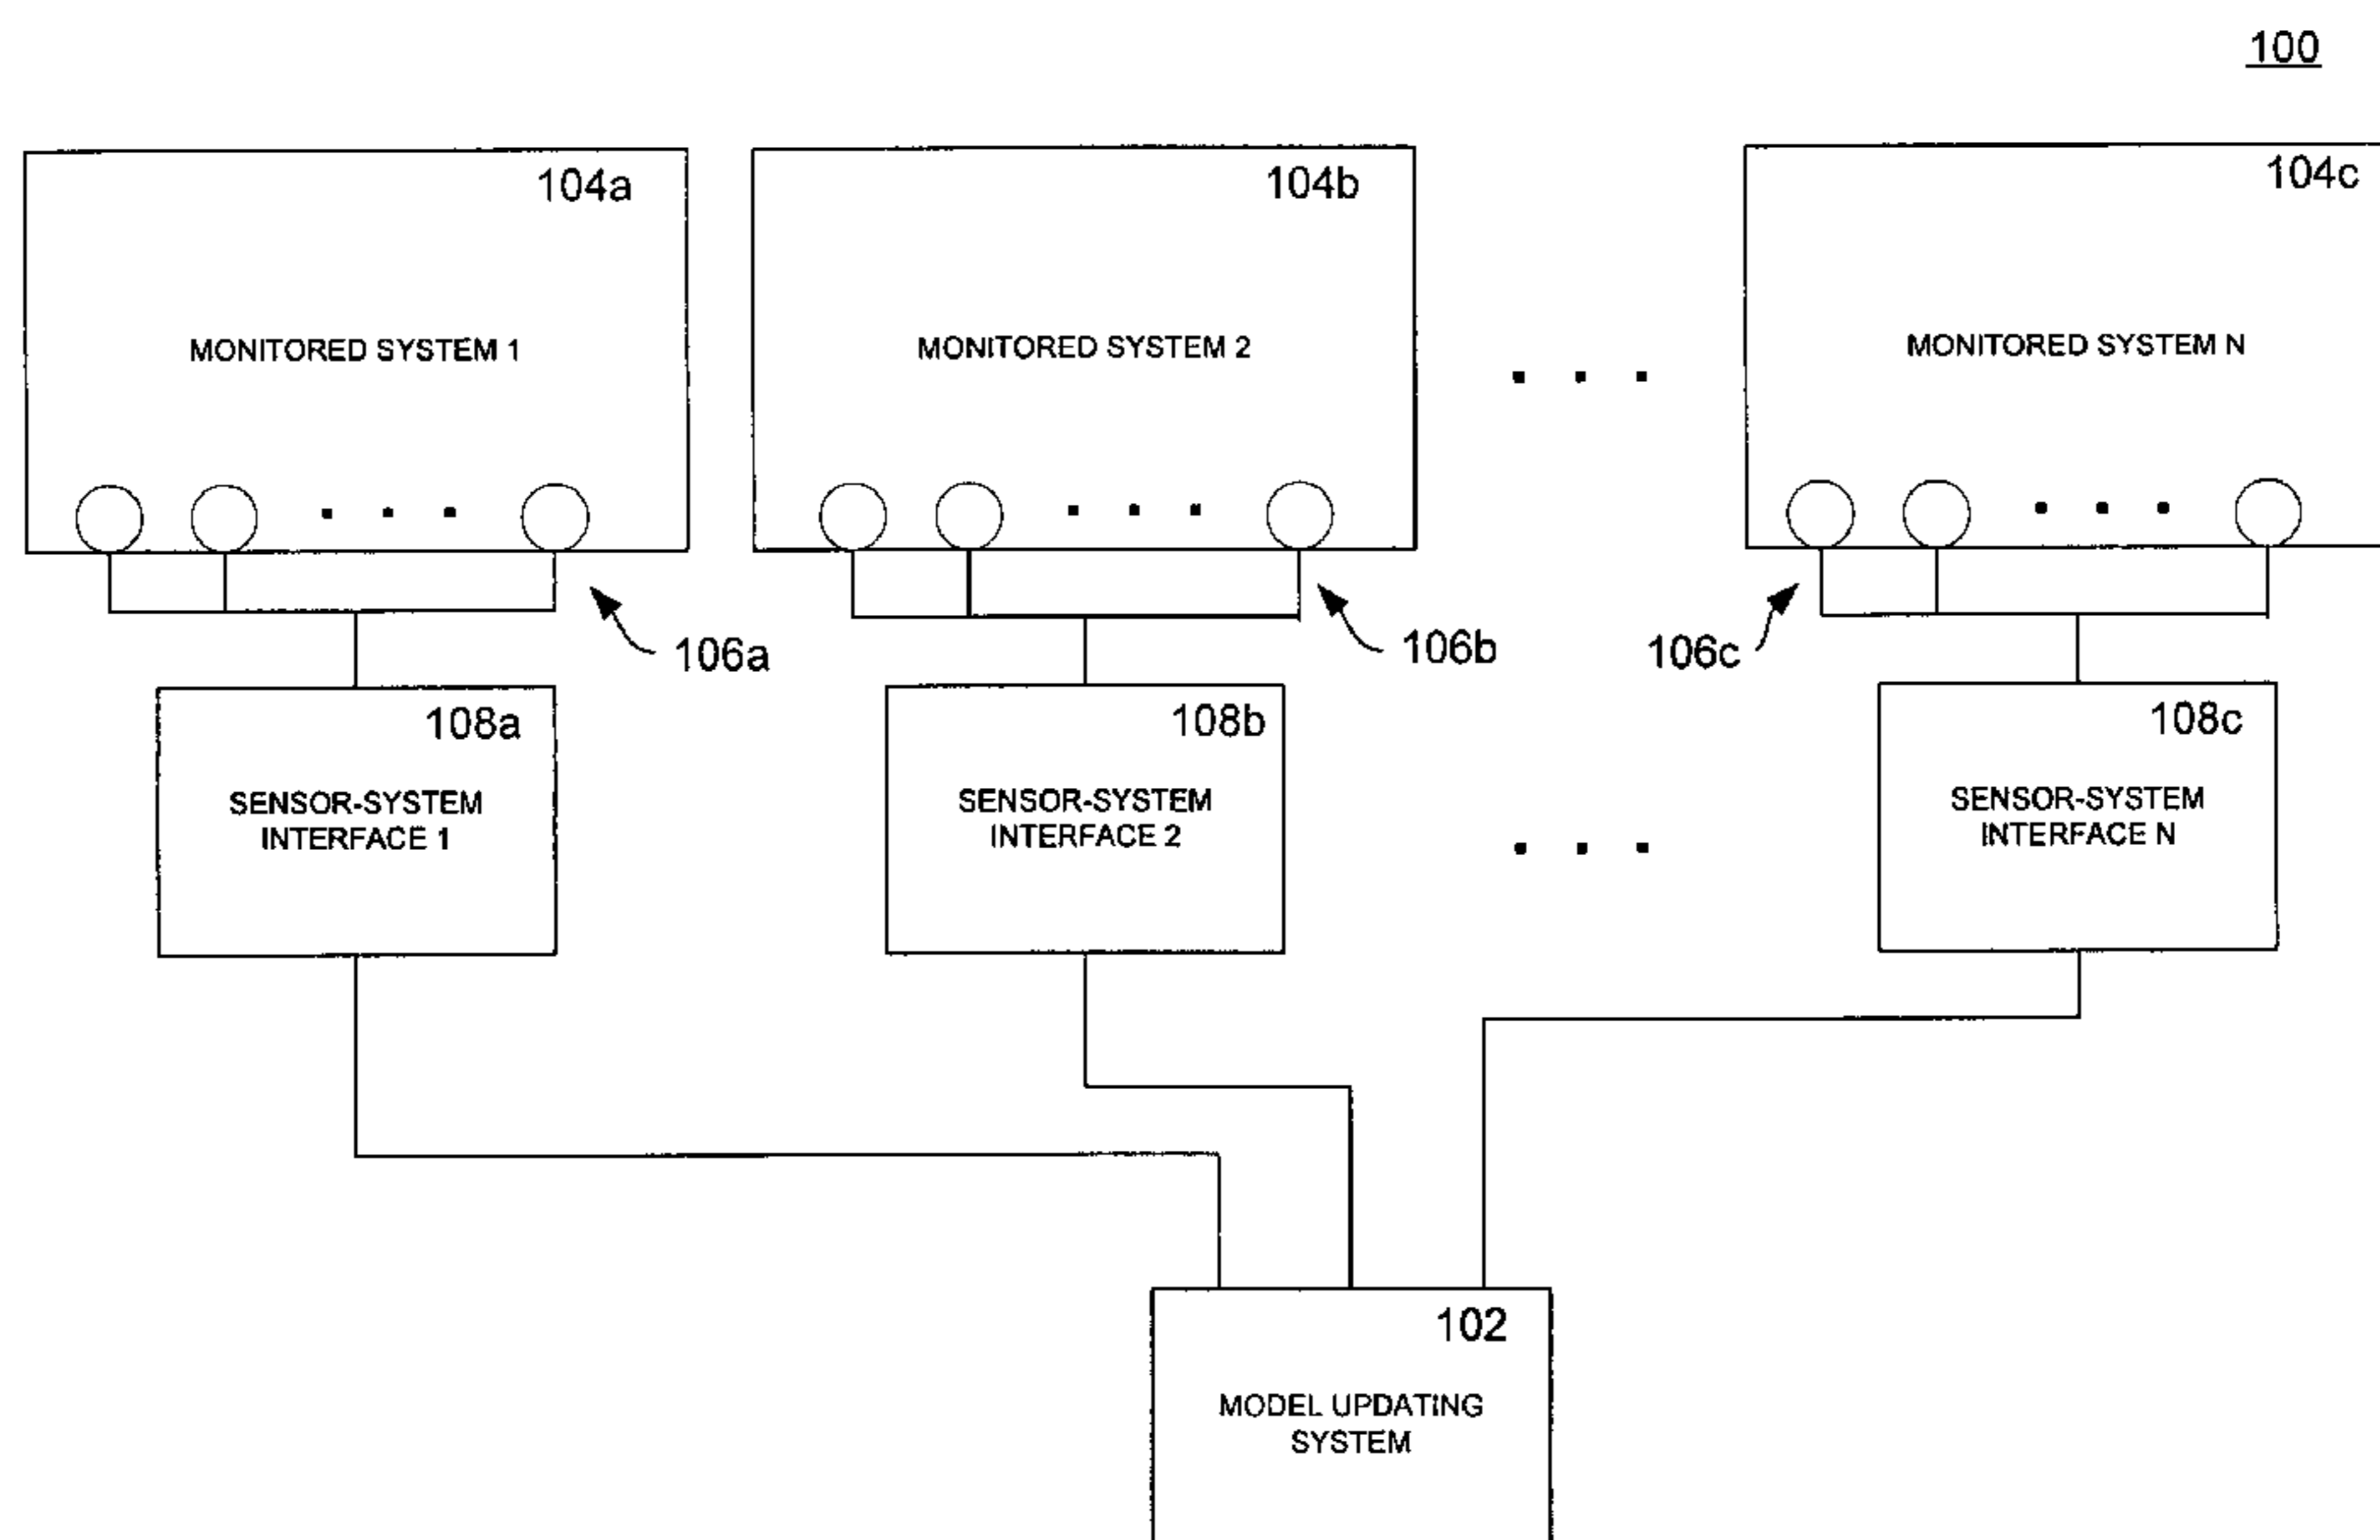 100
104a
104b
104c
MONITORED SYSTEM 1
MONITORED SYSTEM 2
MONITORED SYSTEM N
106a
106b
106c
108a
108b
108c
SENSOR-SYSTEM
INTERFACE 1
SENSOR-SYSTEM
INTERFACE 2
SENSOR-SYSTEM
INTERFACE N
102
MODEL UPDATING
SYSTEM